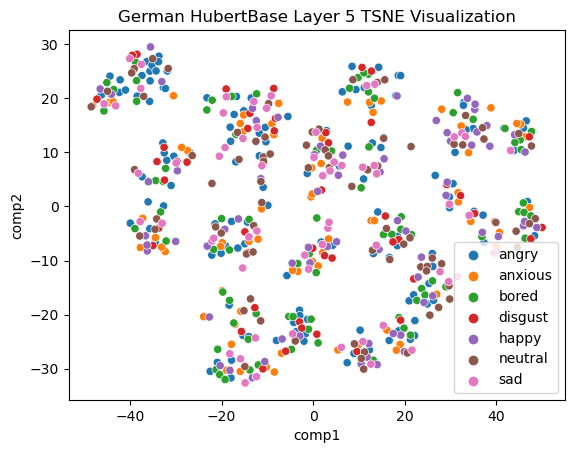 German HubertBase Layer 5 TSNE Visualization
30
20
10
0
−10
−20
−30
comp2
−40
−20
0
20
40
comp1
angry
anxious
bored
disgust
happy
neutral
sad